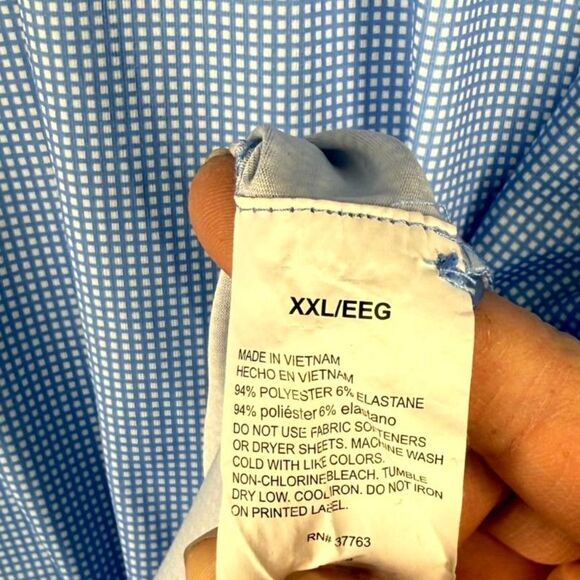 XXL/EEG
MADE IN VIETNAM
HECHO EN VIETNAM
94% POLYESTER 6% ELASTANE
94% poliéster 6% elastano
DO NOT USE FABRIC SOFTENERS
OR DRYER SHEETS. MACHINE WASH
COLD WITH LIKE COLORS.
NON-CHLORINE BLEACH. TUMBLE
DRY LOW. COOL IRON. DO NOT IRON
ON PRINTED LABEL.
RN# 37763